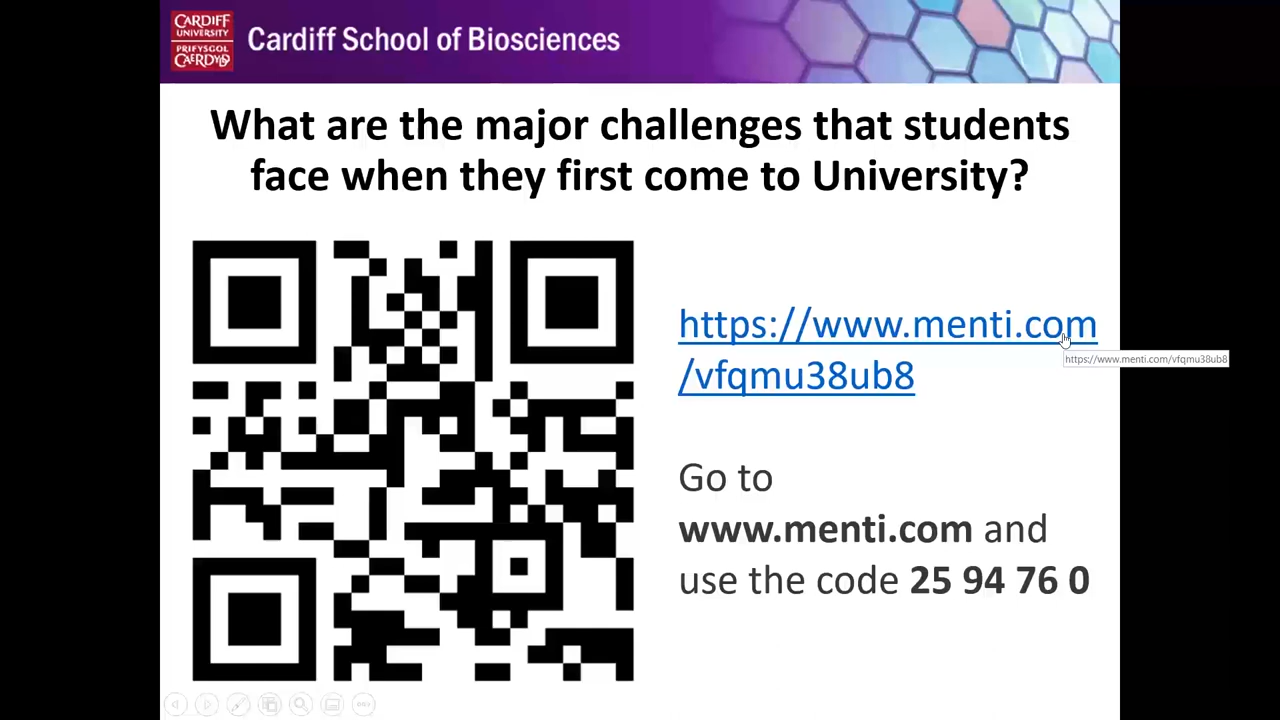 CARDIFF
UNIVERSITY
PRIFYSGOL
CAERDYDD
Cardiff School of Biosciences
What are the major challenges that students
face when they first come to University?
https://www.menti.com
/vfqmu38ub8
https://www.menti.com/vfqmu38ub8
Go to
www.menti.com and
use the code 25 94 76 0